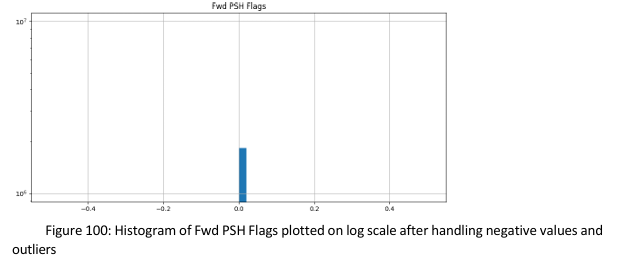 Fwd PSH Flags
10⁷
10⁶
−0.4 −0.2 0.0 0.2 0.4
Figure 100: Histogram of Fwd PSH Flags plotted on log scale after handling negative values and
outliers